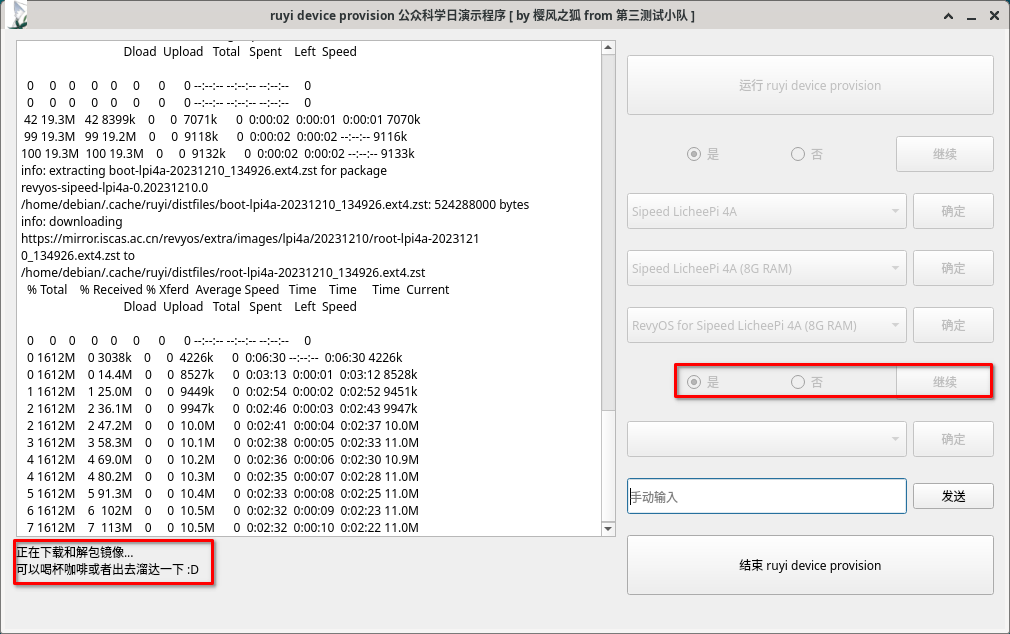 ruyi device provision 公众科学日演示程序 [ by 樱风之狐 from 第三测试小队 ]
Dload Upload Total Spent Left Speed
0 0 0 0 0 0 0 0 --:--:-- --:--:-- --:--:-- 0
0 0 0 0 0 0 0 0 --:--:-- --:--:-- --:--:-- 0
42 19.3M 42 8399k 0 0 7071k 0 0:00:02 0:00:01 0:00:01 7070k
99 19.3M 99 19.2M 0 0 9118k 0 0:00:02 0:00:02 --:--:-- 9116k
100 19.3M 100 19.3M 0 0 9132k 0 0:00:02 0:00:02 --:--:-- 9133k
info: extracting boot-lpi4a-20231210_134926.ext4.zst for package
revyos-sipeed-lpi4a-0.20231210.0
/home/debian/.cache/ruyi/distfiles/boot-lpi4a-20231210_134926.ext4.zst: 524288000 bytes
info: downloading
https://mirror.iscas.ac.cn/revyos/extra/images/lpi4a/20231210/root-lpi4a-2023121
0_134926.ext4.zst to
/home/debian/.cache/ruyi/distfiles/root-lpi4a-20231210_134926.ext4.zst
% Total % Received % Xferd Average Speed Time Time Time Current
Dload Upload Total Spent Left Speed
0 0 0 0 0 0 0 0 --:--:-- --:--:-- --:--:-- 0
0 1612M 0 3038k 0 0 4226k 0 0:06:30 --:--:-- 0:06:30 4226k
0 1612M 0 14.4M 0 0 8527k 0 0:03:13 0:00:01 0:03:12 8528k
1 1612M 1 25.0M 0 0 9449k 0 0:02:54 0:00:02 0:02:52 9451k
2 1612M 2 36.1M 0 0 9947k 0 0:02:46 0:00:03 0:02:43 9947k
2 1612M 2 47.2M 0 0 10.0M 0 0:02:41 0:00:04 0:02:37 10.0M
3 1612M 3 58.3M 0 0 10.1M 0 0:02:38 0:00:05 0:02:33 11.0M
4 1612M 4 69.0M 0 0 10.2M 0 0:02:36 0:00:06 0:02:30 10.9M
4 1612M 4 80.2M 0 0 10.3M 0 0:02:35 0:00:07 0:02:28 11.0M
5 1612M 5 91.3M 0 0 10.4M 0 0:02:33 0:00:08 0:02:25 11.0M
6 1612M 6 102M 0 0 10.5M 0 0:02:32 0:00:09 0:02:23 11.0M
7 1612M 7 113M 0 0 10.5M 0 0:02:32 0:00:10 0:02:22 11.0M
正在下载和解包镜像...
可以喝杯咖啡或者出去溜达一下 :D
运行 ruyi device provision
是 否 继续
Sipeed LicheePi 4A 确定
Sipeed LicheePi 4A (8G RAM) 确定
RevyOS for Sipeed LicheePi 4A (8G RAM) 确定
是 否 继续
确定
手动输入 发送
结束 ruyi device provision